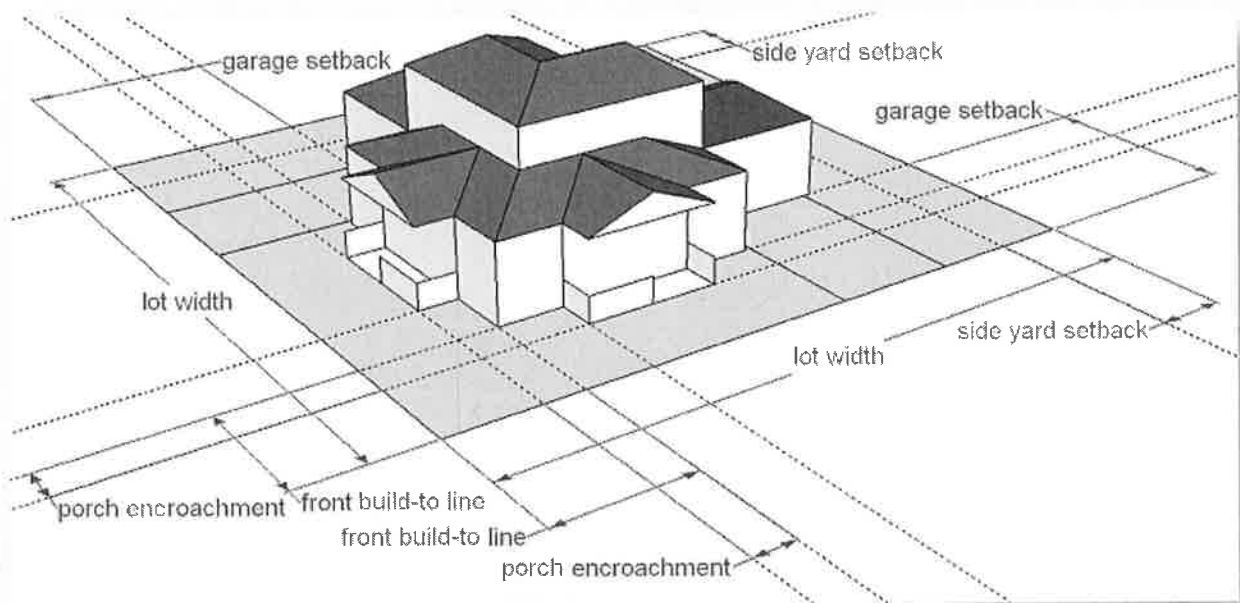 garage setback
side yard setback
garage setback
lot width
side yard setback
lot width
porch encroachment
front build-to line
front build-to line
porch encroachment